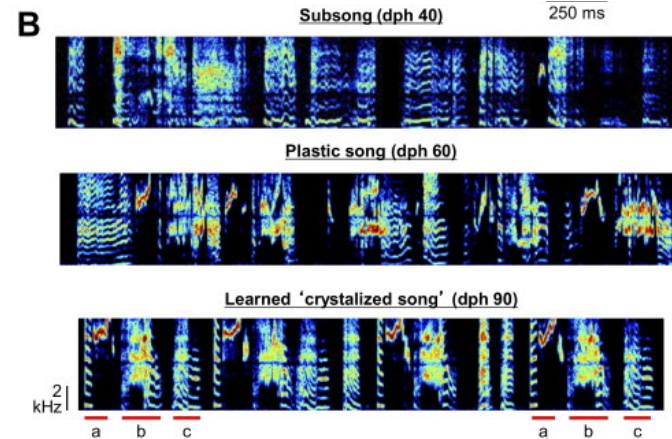 B
Subsong (dph 40)
250 ms
Plastic song (dph 60)
Learned 'crystalized song' (dph 90)
2
kHz
a b c a b c